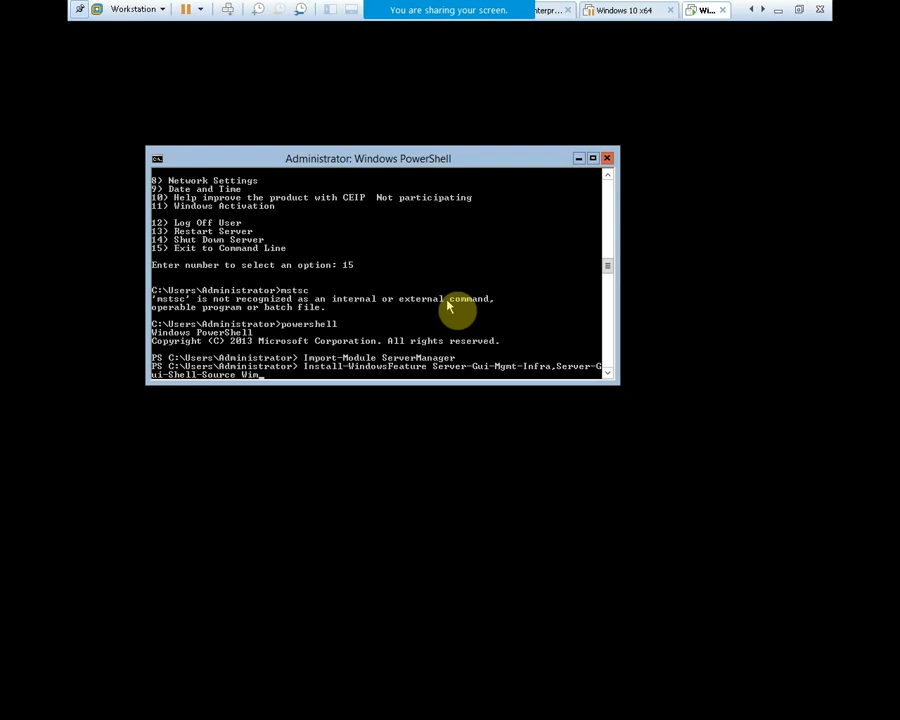 Workstation
You are sharing your screen.
erpr...
Windows 10 x64
Wi...
Administrator: Windows PowerShell
8) Network Settings
9) Date and Time
10) Help improve the product with CEIP Not participating
11) Windows Activation
12) Log Off User
13) Restart Server
14) Shut Down Server
15) Exit to Command Line
Enter number to select an option: 15
C:\Users\Administrator>mstsc
'mstsc' is not recognized as an internal or external command,
operable program or batch file.
C:\Users\Administrator>powershell
Windows PowerShell
Copyright (C) 2013 Microsoft Corporation. All rights reserved.
PS C:\Users\Administrator> Import-Module ServerManager
PS C:\Users\Administrator> Install-WindowsFeature Server-Gui-Mgmt-Infra,Server-G
ui-Shell-Source Wim_